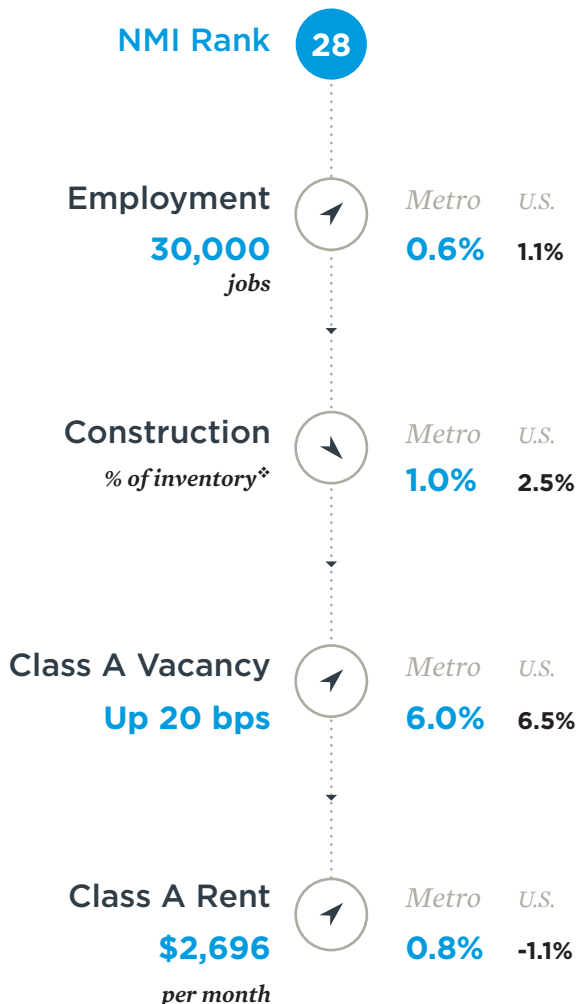 NMI Rank 28
Employment Metro U.S.
30,000 0.6% 1.1%
jobs
Construction Metro U.S.
% of inventory❖ 1.0% 2.5%
Class A Vacancy Metro U.S.
Up 20 bps 6.0% 6.5%
Class A Rent Metro U.S.
$2,696 0.8% -1.1%
per month